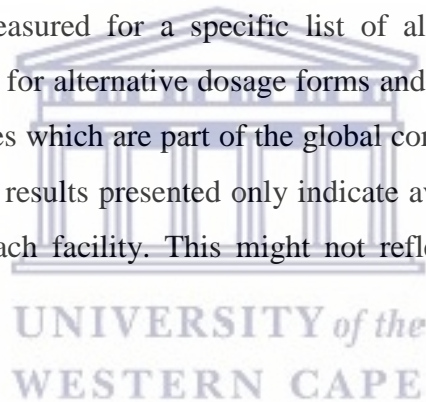 easured for a specific list of al
for alternative dosage forms and
es which are part of the global cor
results presented only indicate av
ach facility. This might not refle
UNIVERSITY of the
WESTERN CAPE